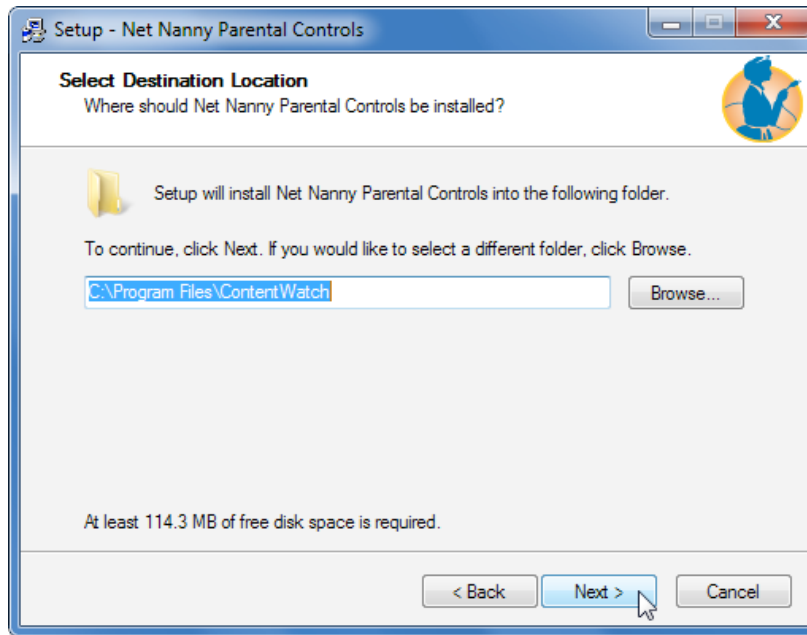 Setup - Net Nanny Parental Controls
Select Destination Location
Where should Net Nanny Parental Controls be installed?
Setup will install Net Nanny Parental Controls into the following folder.
To continue, click Next. If you would like to select a different folder, click Browse.
C:\Program Files\ContentWatch
Browse...
At least 114.3 MB of free disk space is required.
< Back
Next >
Cancel